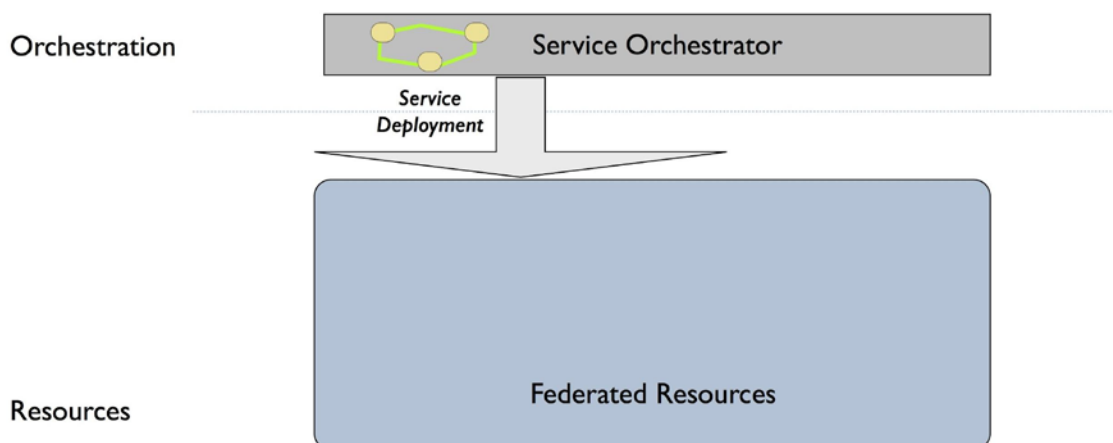 Orchestration
Service Orchestrator
Service
Deployment
Federated Resources
Resources